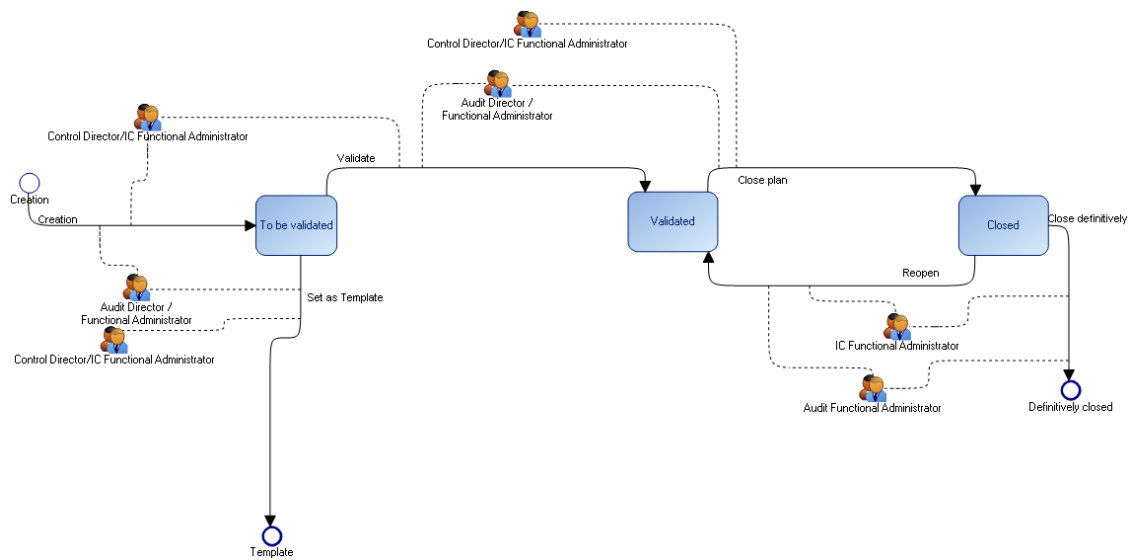 Control Director/IC Functional Administrator
Audit Director /
Functional Administrator
Control Director/IC Functional Administrator
Validate
Close plan
Creation
Creation
To be validated
Validated
Closed
Close definitively
Reopen
Set as Template
Audit Director /
Functional Administrator
Control Director/IC Functional Administrator
IC Functional Administrator
Audit Functional Administrator
Definitively closed
Template